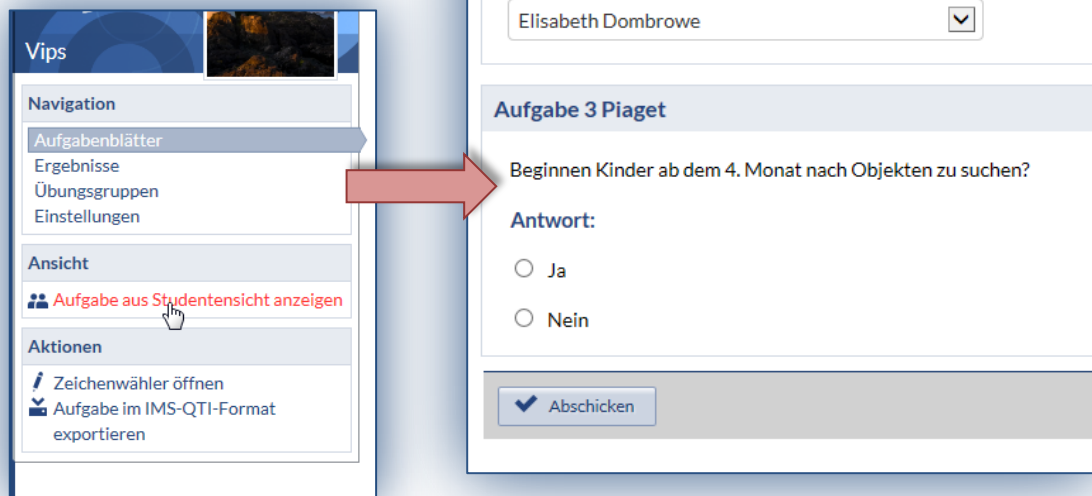 Vips
Navigation
Aufgabenblätter
Ergebnisse
Übungsgruppen
Einstellungen
Ansicht
Aufgabe aus Studentensicht anzeigen
Aktionen
Zeichenwähler öffnen
Aufgabe im IMS-QTI-Format
exportieren
Elisabeth Dombrowe
Aufgabe 3 Piaget
Beginnen Kinder ab dem 4. Monat nach Objekten zu suchen?
Antwort:
Ja
Nein
Abschicken